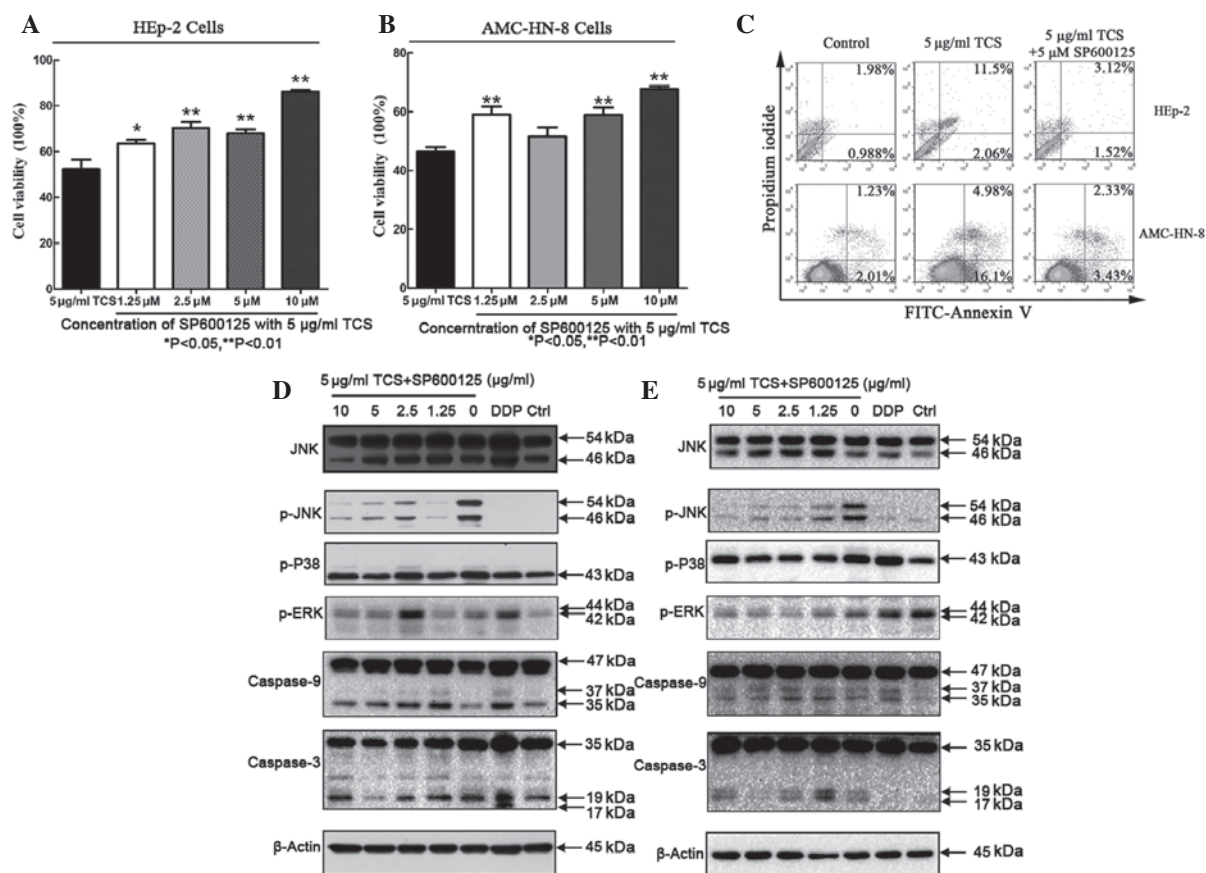 A
HEp-2 Cells
Cell viability (100%)
100
80
60
40
20
0
*
**
**
**
5 µg/ml TCS 1.25 µM 2.5 µM 5 µM 10 µM
Concentration of SP600125 with 5 µg/ml TCS
*P<0.05,**P<0.01
B
AMC-HN-8 Cells
Cell viability (100%)
80
60
40
20
0
**
**
**
5 µg/ml TCS 1.25 µM 2.5 µM 5 µM 10 µM
Concerntration of SP600125 with 5 µg/ml TCS
*P<0.05,**P<0.01
C
Control 5 µg/ml TCS 5 µg/ml TCS
+5 µM SP600125
1.98% 11.5% 3.12%
HEp-2
0.988% 2.06% 1.52%
1.23% 4.98% 2.33%
AMC-HN-8
2.01% 16.1% 3.43%
Propidium iodide
FITC-Annexin V
D
5 µg/ml TCS+SP600125 (µg/ml)
10 5 2.5 1.25 0 DDP Ctrl
JNK
54 kDa
46 kDa
p-JNK
54 kDa
46 kDa
p-P38
43 kDa
p-ERK
44 kDa
42 kDa
Caspase-9
47 kDa
37 kDa
35 kDa
Caspase-3
35 kDa
19 kDa
17 kDa
β-Actin
45 kDa
E
5 µg/ml TCS+SP600125 (µg/ml)
10 5 2.5 1.25 0 DDP Ctrl
JNK
54 kDa
46 kDa
p-JNK
54 kDa
46 kDa
p-P38
43 kDa
p-ERK
44 kDa
42 kDa
Caspase-9
47 kDa
37 kDa
35 kDa
Caspase-3
35 kDa
19 kDa
17 kDa
β-Actin
45 kDa